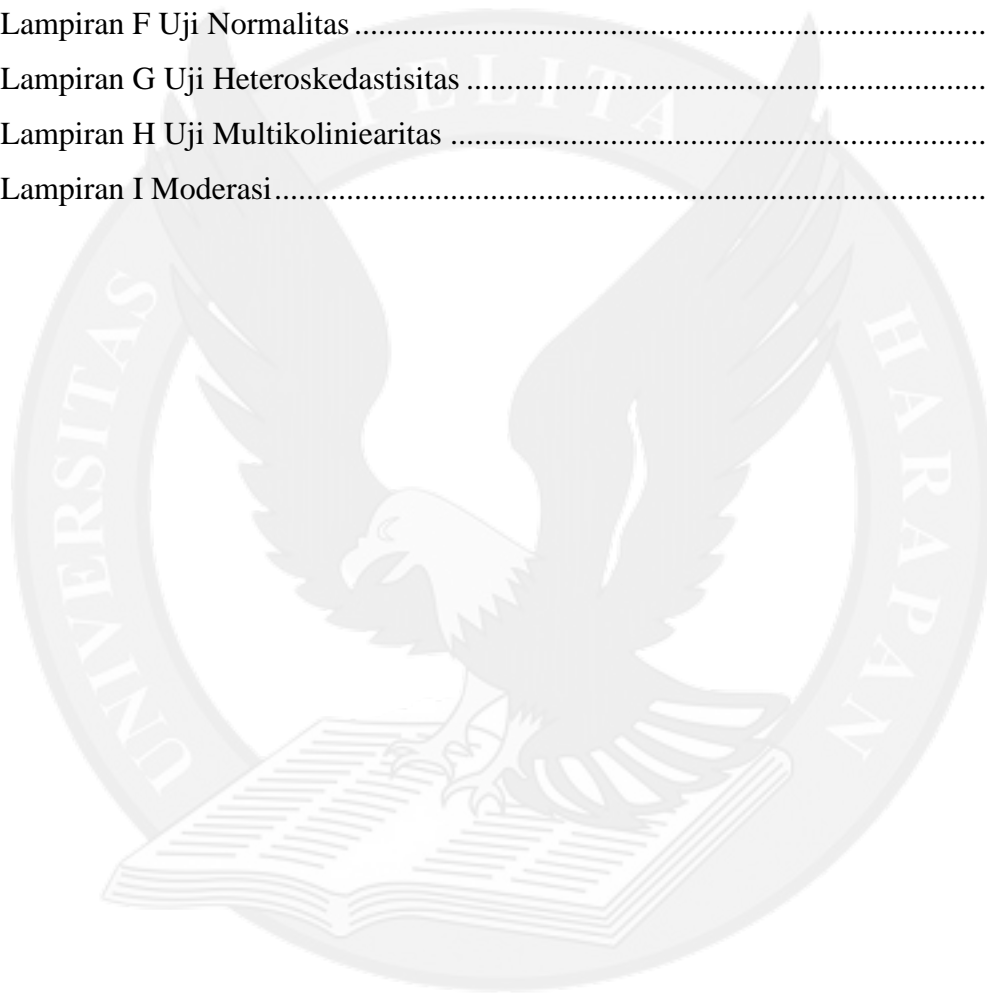 Lampiran F Uji Normalitas ................................................................................
Lampiran G Uji Heteroskedastisitas ..................................................................
Lampiran H Uji Multikoliniearitas ....................................................................
Lampiran I Moderasi..........................................................................................
UNIVERSITAS PELITA HARAPAN